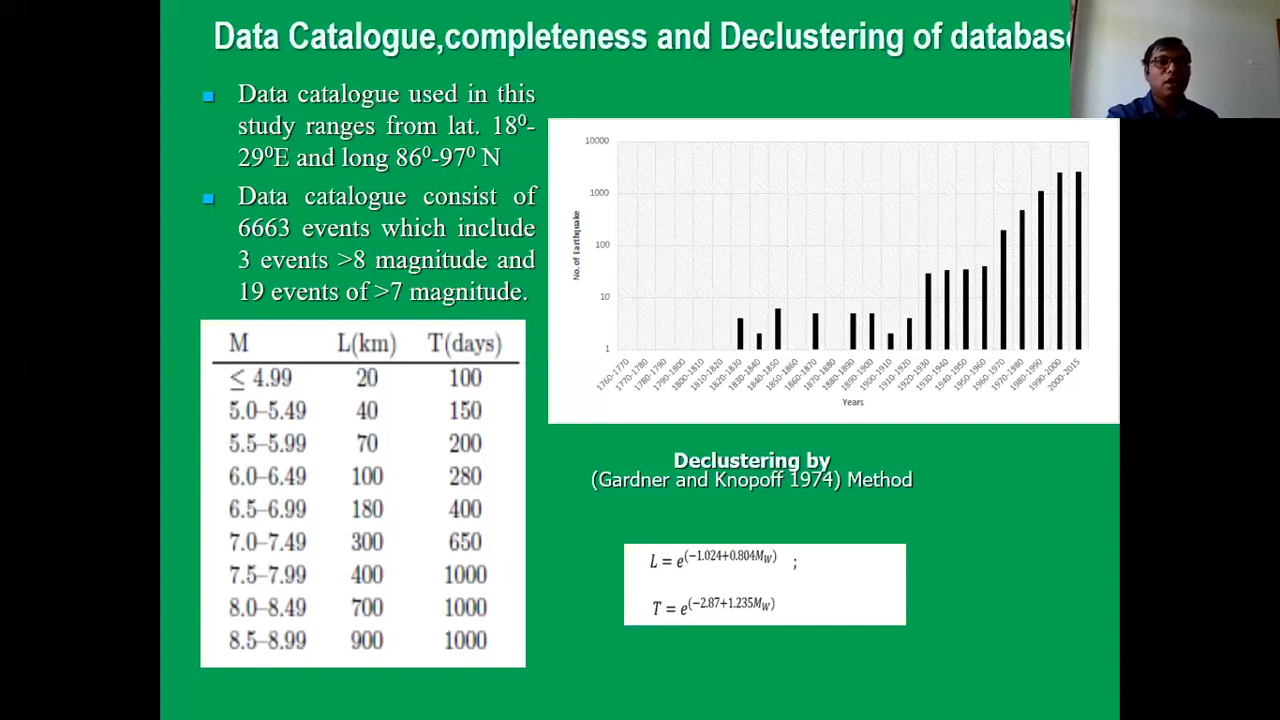 Data Catalogue,completeness and Declustering of database
Data catalogue used in this
study ranges from lat. 18⁰-
29⁰E and long 86⁰-97⁰ N
Data catalogue consist of
6663 events which include
3 events >8 magnitude and
19 events of >7 magnitude.
M L(km) T(days)
≤ 4.99 20 100
5.0–5.49 40 150
5.5–5.99 70 200
6.0–6.49 100 280
6.5–6.99 180 400
7.0–7.49 300 650
7.5–7.99 400 1000
8.0–8.49 700 1000
8.5–8.99 900 1000
No. of Earthquake
10000
1000
100
10
1
1760-1770 1770-1780 1780-1790 1790-1800 1800-1810 1810-1820 1820-1830 1830-1840 1840-1850 1850-1860 1860-1870 1870-1880 1880-1890 1890-1900 1900-1910 1910-1920 1920-1930 1930-1940 1940-1950 1950-1960 1960-1970 1970-1980 1980-1990 1990-2000 2000-2015
Years
Declustering by
(Gardner and Knopoff 1974) Method
L = e^(−1.024+0.804M_W) ;
T = e^(−2.87+1.235M_W)